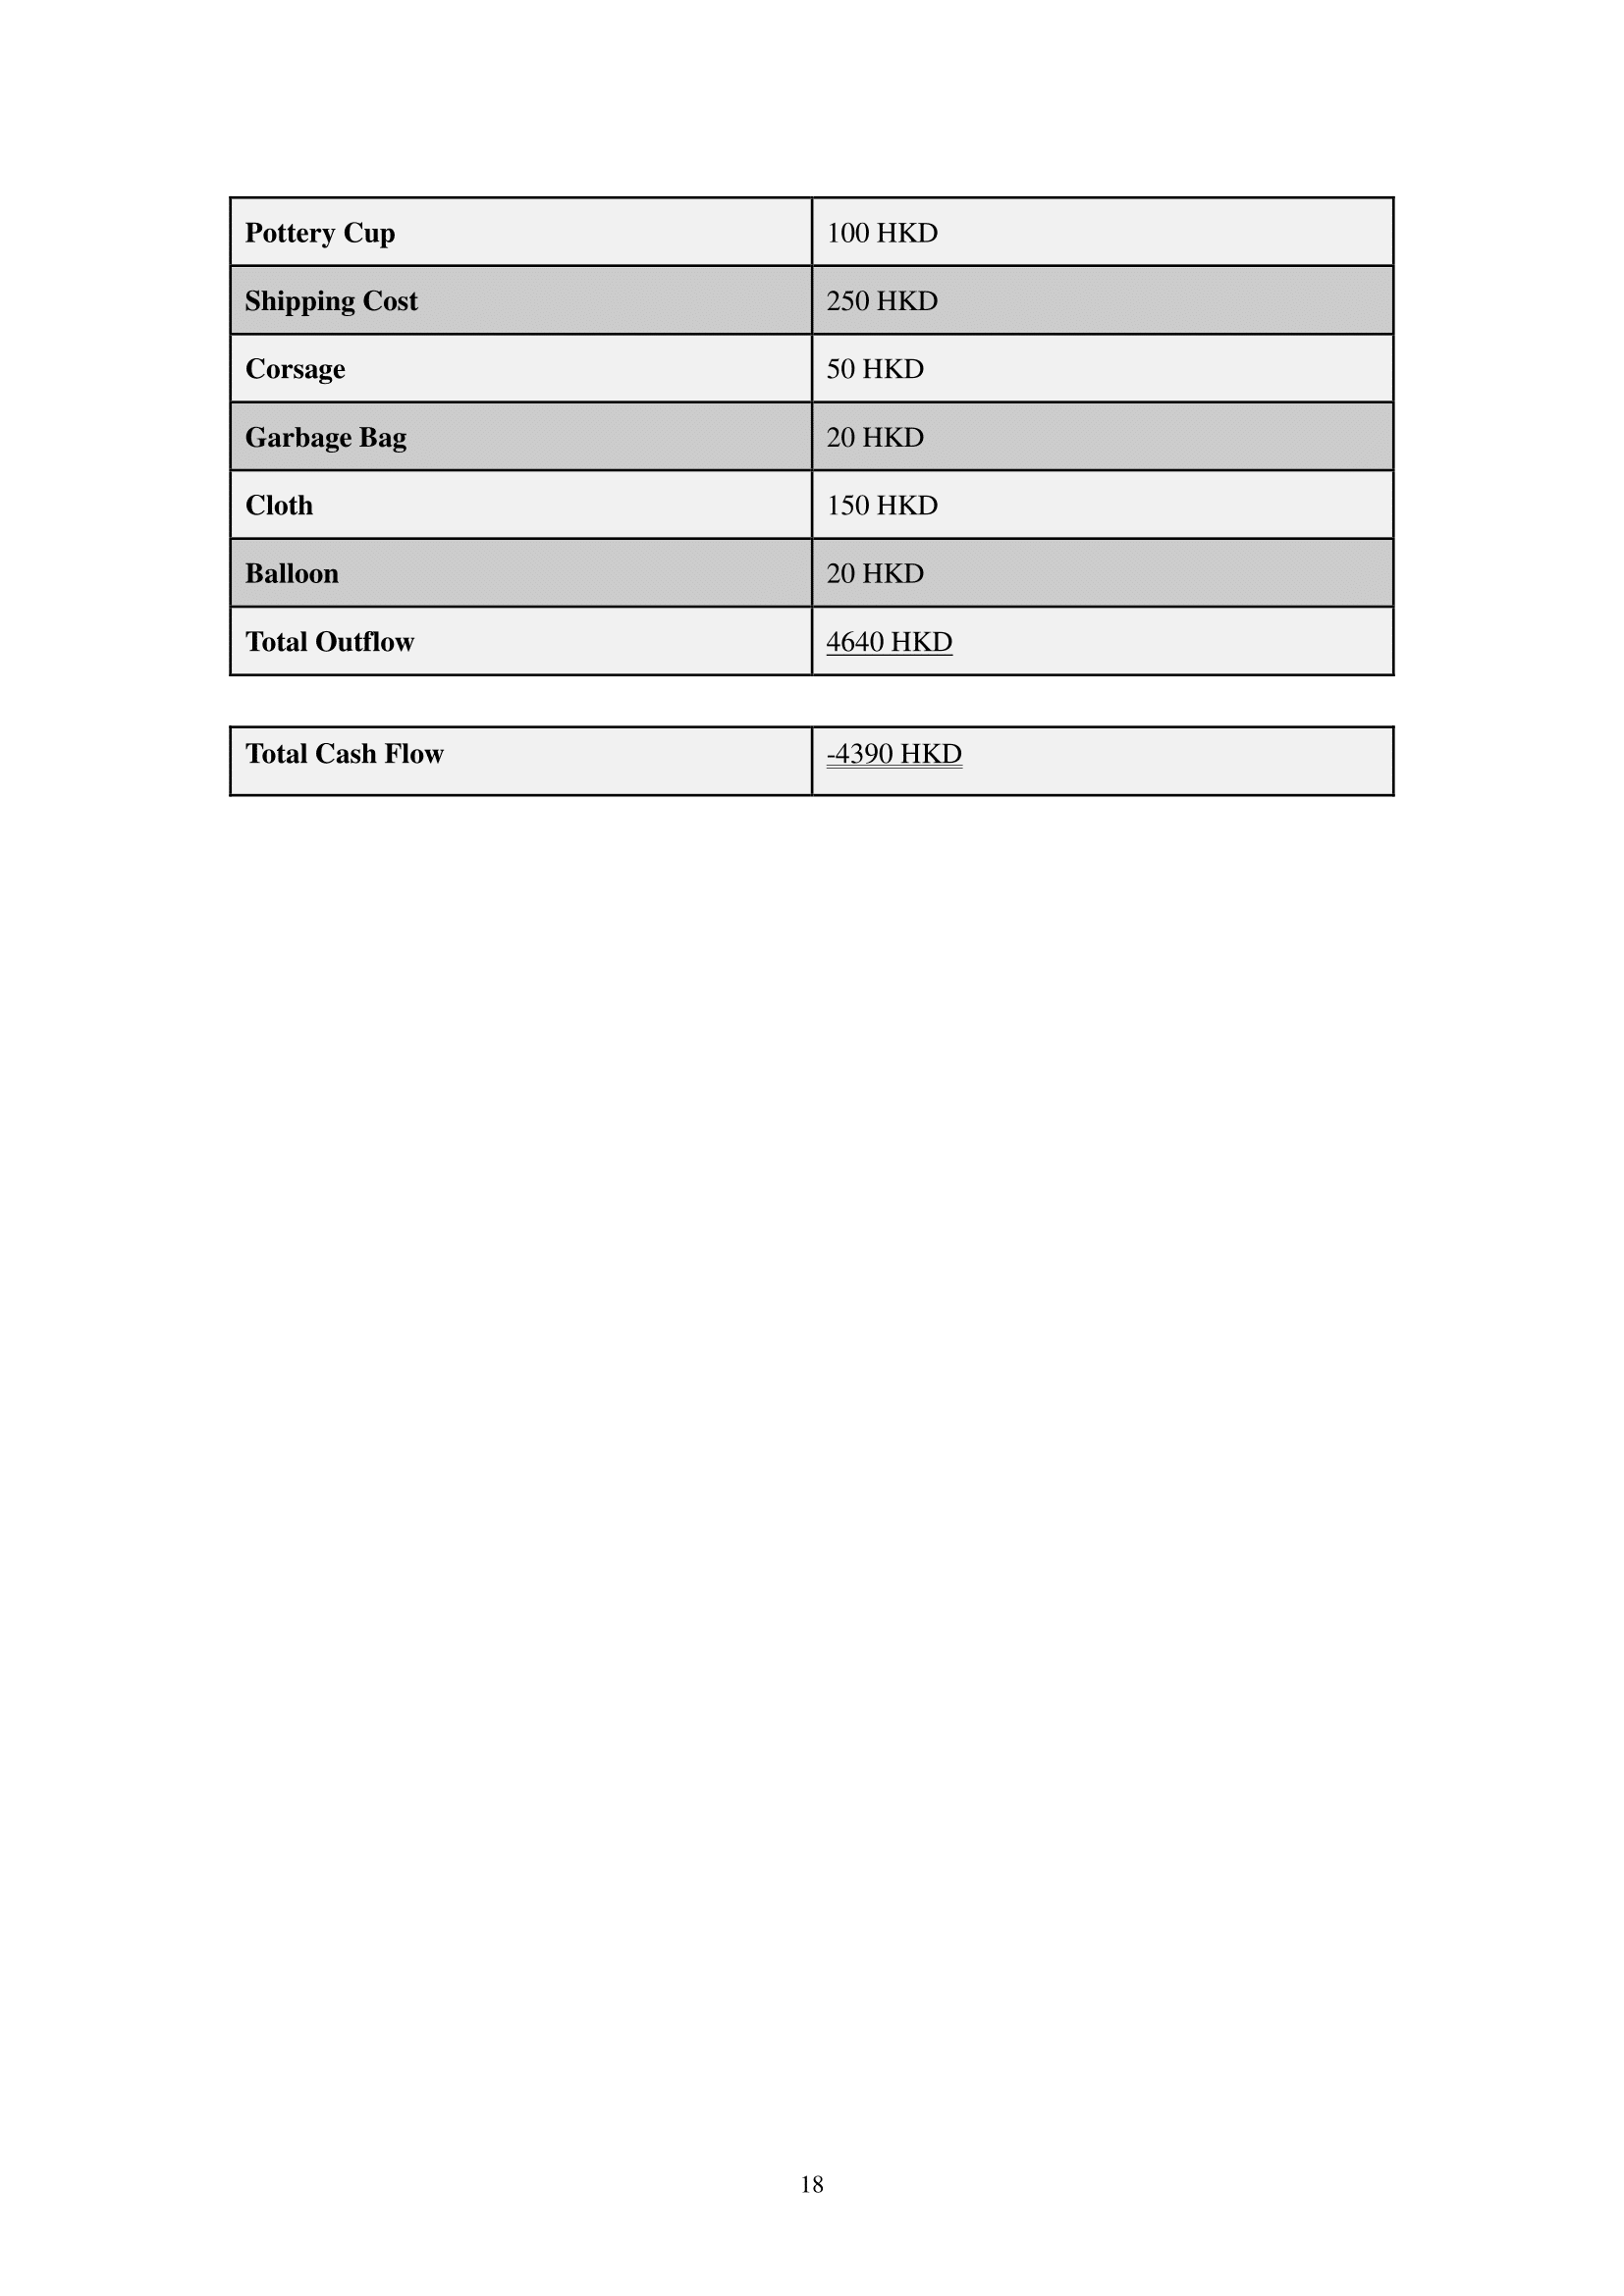 Pottery Cup 100 HKD
Shipping Cost 250 HKD
Corsage 50 HKD
Garbage Bag 20 HKD
Cloth 150 HKD
Balloon 20 HKD
Total Outflow 4640 HKD
Total Cash Flow -4390 HKD
18